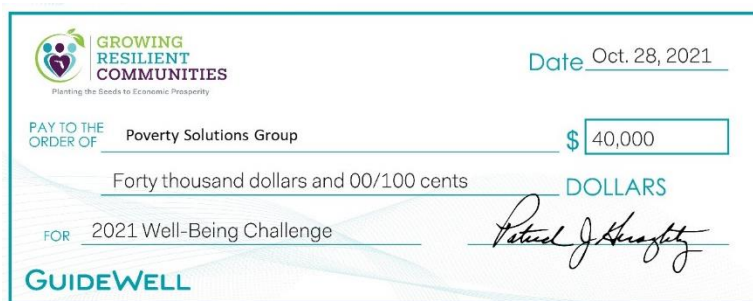 GROWING
RESILIENT
COMMUNITIES
Planting the Seeds to Economic Prosperity
Date Oct. 28, 2021
PAY TO THE
ORDER OF Poverty Solutions Group $ 40,000
Forty thousand dollars and 00/100 cents DOLLARS
FOR 2021 Well-Being Challenge
GUIDEWELL